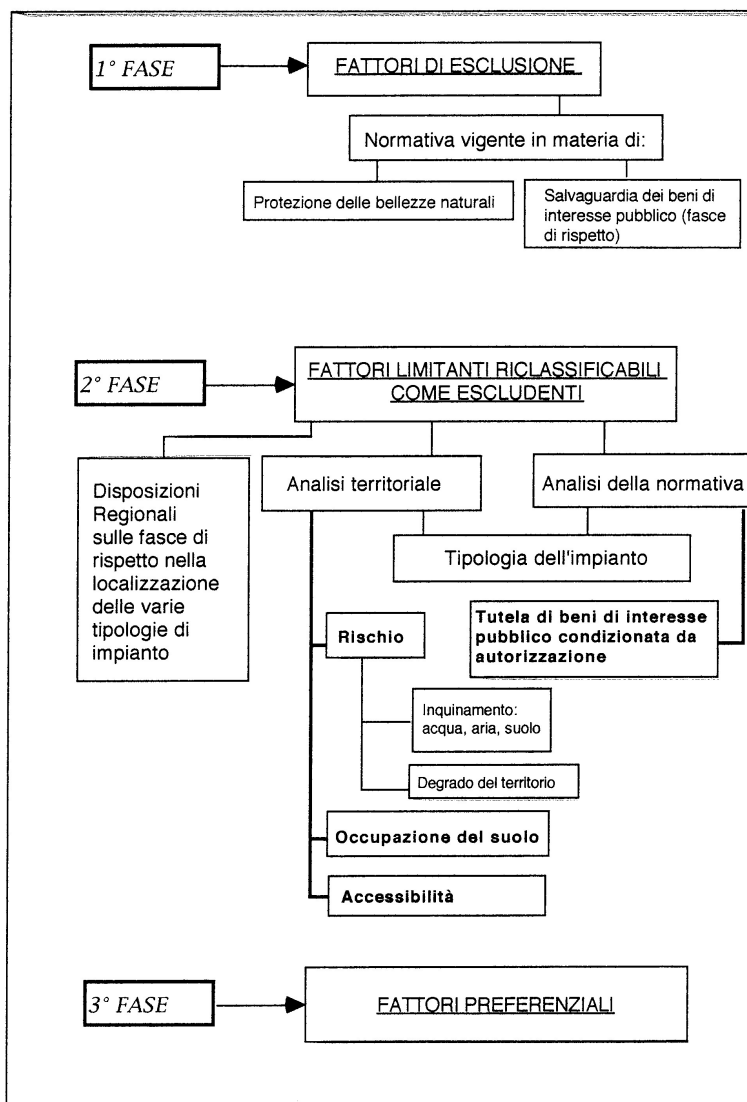 1° FASE
FATTORI DI ESCLUSIONE
Normativa vigente in materia di:
Protezione delle bellezze naturali
Salvaguardia dei beni di
interesse pubblico (fasce
di rispetto)
2° FASE
FATTORI LIMITANTI RICLASSIFICABILI
COME ESCLUDENTI
Disposizioni
Regionali
sulle fasce di
rispetto nella
localizzazione
delle varie
tipologie di
impianto
Analisi territoriale
Analisi della normativa
Tipologia dell'impianto
Rischio
Tutela di beni di interesse
pubblico condizionata da
autorizzazione
Inquinamento:
acqua, aria, suolo
Degrado del territorio
Occupazione del suolo
Accessibilità
3° FASE
FATTORI PREFERENZIALI